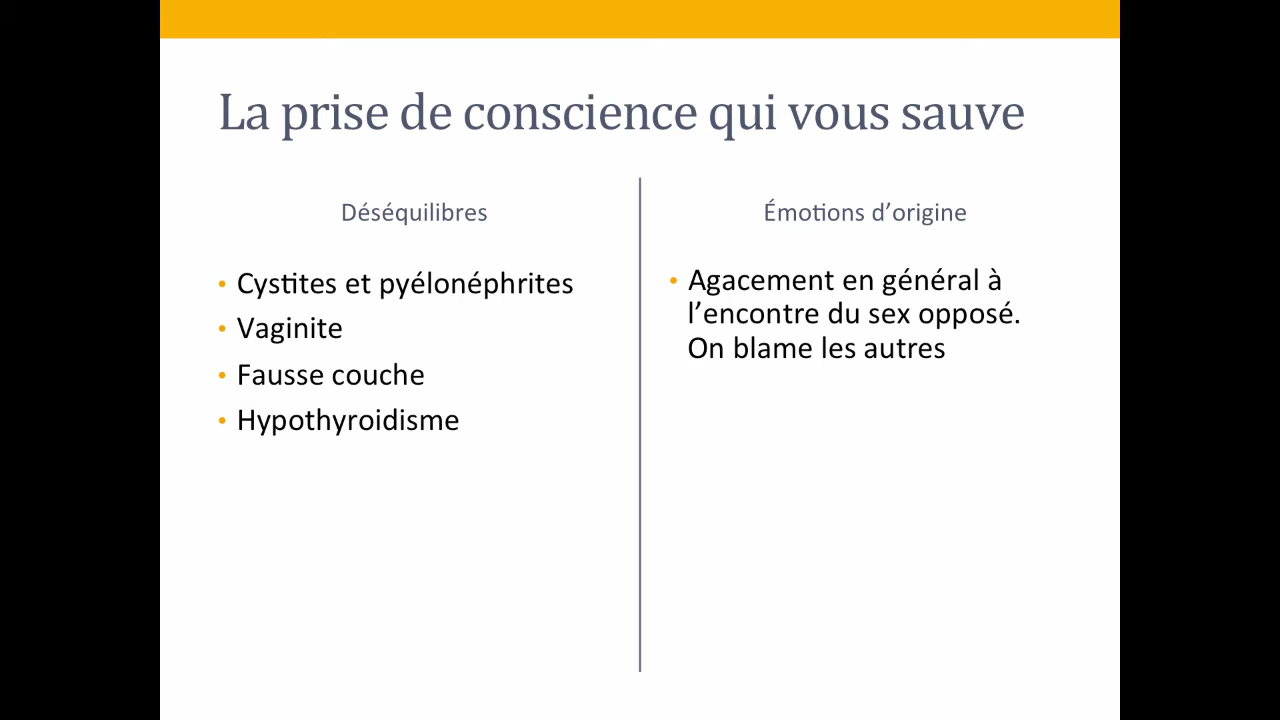 La prise de conscience qui vous sauve
Déséquilibres
• Cystites et pyélonéphrites
• Vaginite
• Fausse couche
• Hypothyroidisme
Émotions d’origine
• Agacement en général à
l’encontre du sex opposé.
On blame les autres